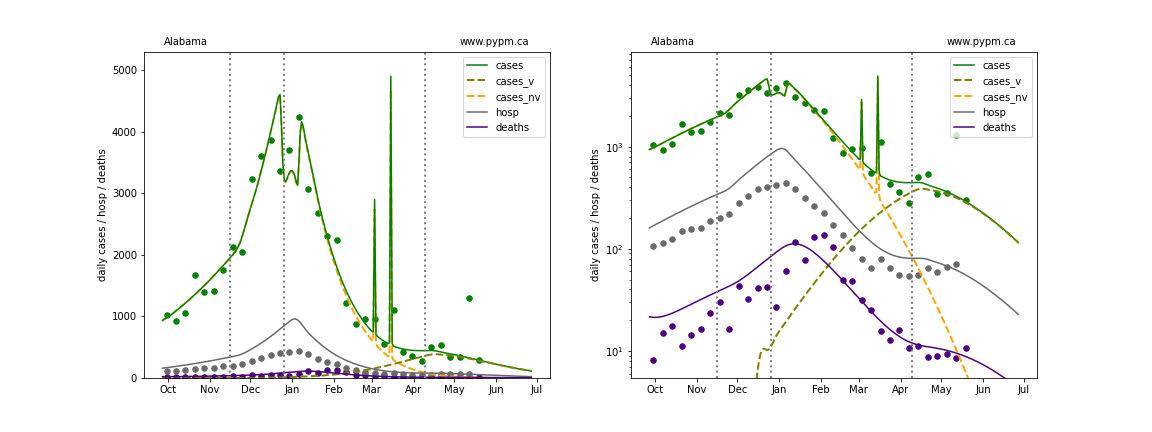 Alabama www.pypm.ca
daily cases / hosp / deaths
5000
4000
3000
2000
1000
0
cases
cases_v
cases_nv
hosp
deaths
Oct Nov Dec Jan Feb Mar Apr May Jun Jul
Alabama www.pypm.ca
daily cases / hosp / deaths
10³
10²
10¹
cases
cases_v
cases_nv
hosp
deaths
Oct Nov Dec Jan Feb Mar Apr May Jun Jul